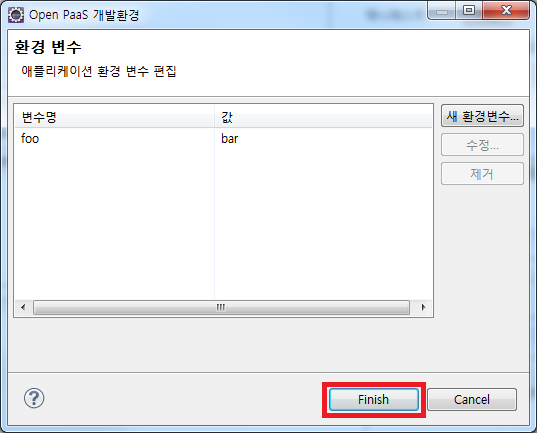 Open PaaS 개발환경
환경 변수
애플리케이션 환경 변수 편집
변수명 값
foo bar
새 환경변수...
수정...
제거
Finish Cancel